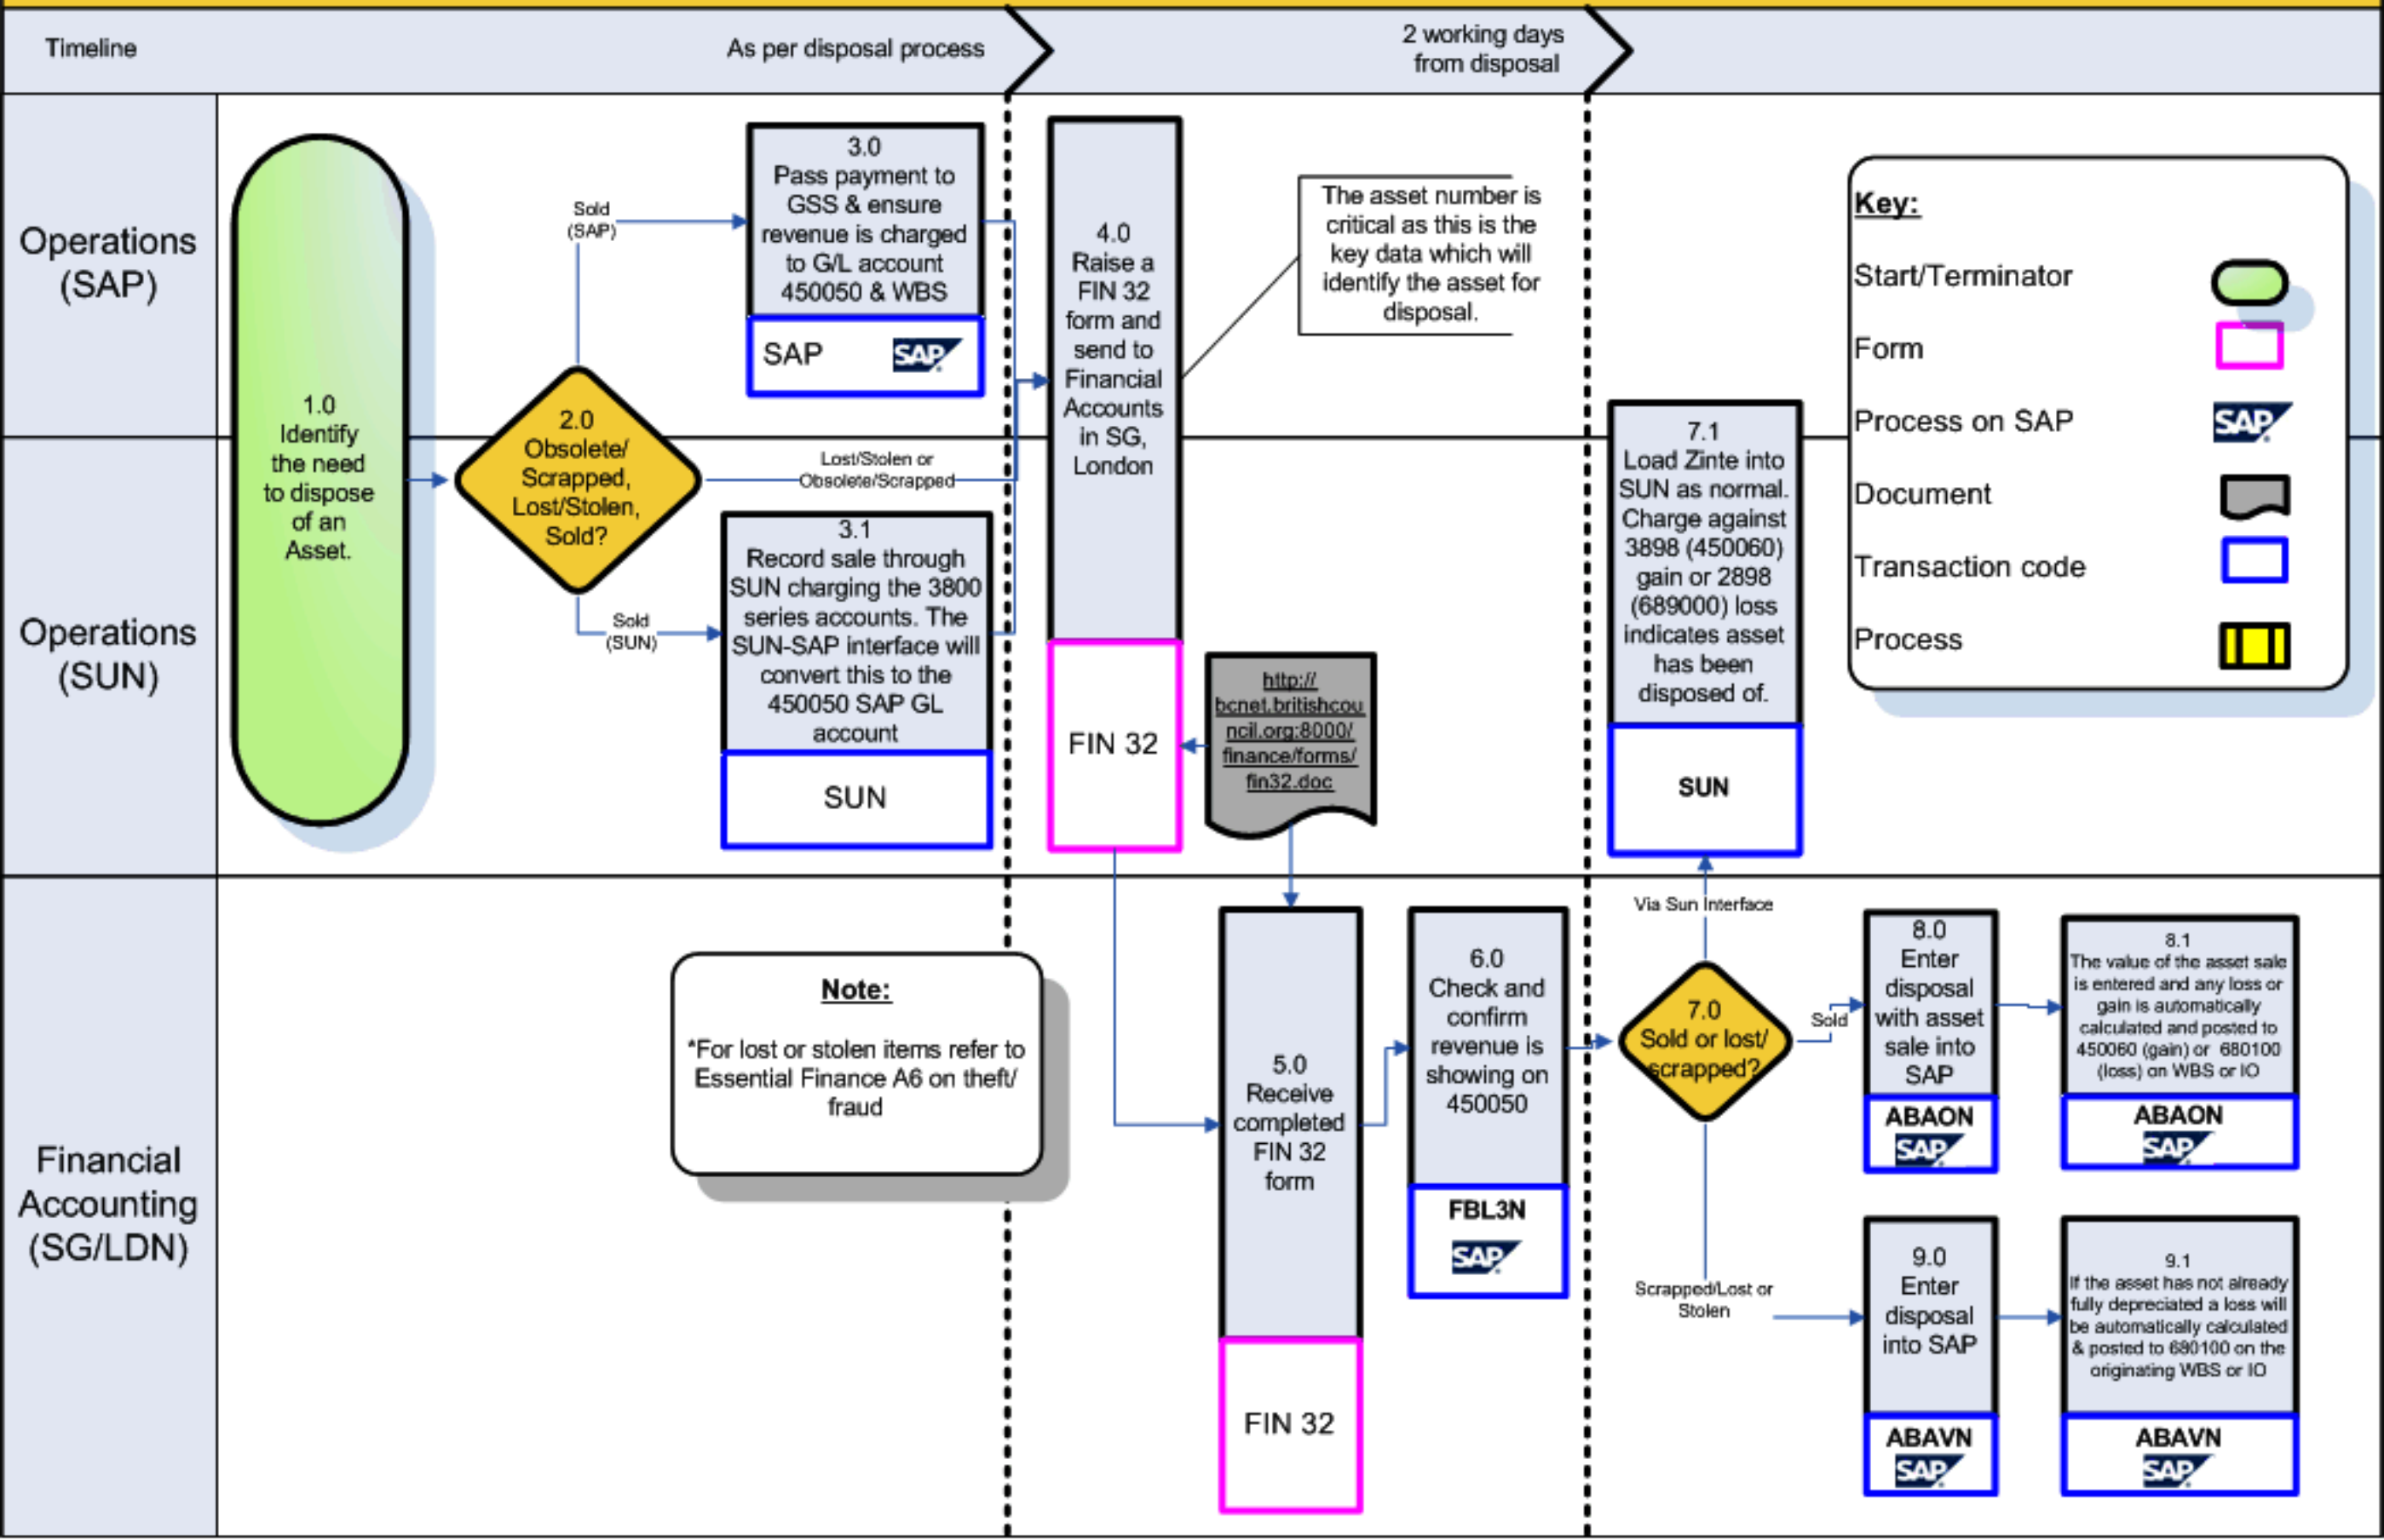 Timeline
As per disposal process
2 working days
from disposal
Operations
(SAP)
Operations
(SUN)
Financial
Accounting
(SG/LDN)
1.0
Identify
the need
to dispose
of an
Asset.
2.0
Obsolete/
Scrapped,
Lost/Stolen,
Sold?
Sold
(SAP)
Lost/Stolen or
Obsolete/Scrapped
Sold
(SUN)
3.0
Pass payment to
GSS & ensure
revenue is charged
to G/L account
450050 & WBS
SAP
SAP
3.1
Record sale through
SUN charging the 3800
series accounts. The
SUN-SAP interface will
convert this to the
450050 SAP GL
account
SUN
4.0
Raise a
FIN 32
form and
send to
Financial
Accounts
in SG,
London
FIN 32
The asset number is
critical as this is the
key data which will
identify the asset for
disposal.
http://
bcnet.britishcou
ncil.org:8000/
finance/forms/
fin32.doc
Note:
*For lost or stolen items refer to
Essential Finance A6 on theft/
fraud
5.0
Receive
completed
FIN 32
form
FIN 32
6.0
Check and
confirm
revenue is
showing on
450050
FBL3N
SAP
7.0
Sold or lost/
scrapped?
Via Sun Interface
Sold
Scrapped/Lost or
Stolen
7.1
Load Zinte into
SUN as normal.
Charge against
3898 (450060)
gain or 2898
(689000) loss
indicates asset
has been
disposed of.
SUN
8.0
Enter
disposal
with asset
sale into
SAP
ABAON
SAP
8.1
The value of the asset sale
is entered and any loss or
gain is automatically
calculated and posted to
450060 (gain) or 680100
(loss) on WBS or IO
ABAON
SAP
9.0
Enter
disposal
into SAP
ABAVN
SAP
9.1
If the asset has not already
fully depreciated a loss will
be automatically calculated
& posted to 680100 on the
originating WBS or IO
ABAVN
SAP
Key:
Start/Terminator
Form
Process on SAP
SAP
Document
Transaction code
Process